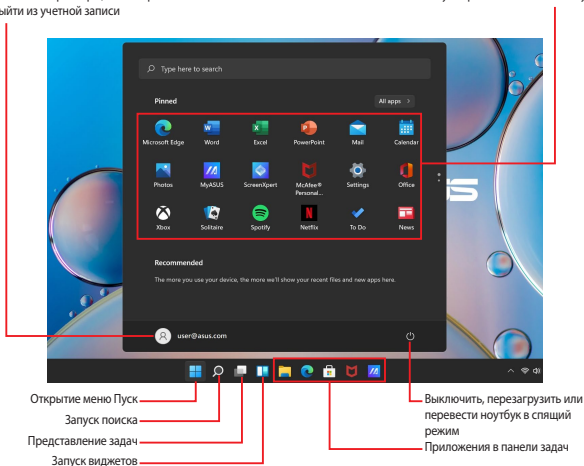 выйти из учетной записи
Type here to search
Pinned
All apps >
Microsoft Edge
Word
Excel
PowerPoint
Mail
Calendar
Photos
MyASUS
ScreenXpert
McAfee®
Personal...
Settings
Office
Xbox
Solitaire
Spotify
Netflix
To Do
News
Recommended
The more you use your device, the more we'll show your recent files and new apps here.
user@asus.com
Открытие меню Пуск
Запуск поиска
Представление задач
Запуск виджетов
Выключить, перезагрузить или
перевести ноутбук в спящий
режим
Приложения в панели задач